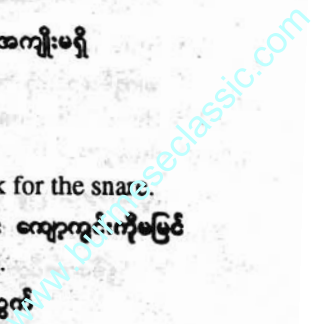 အကျိုးမရှိ
k for the snare.
ကျော့ကွင်းကိုမမြင်
.
www.burmeseclassic.com